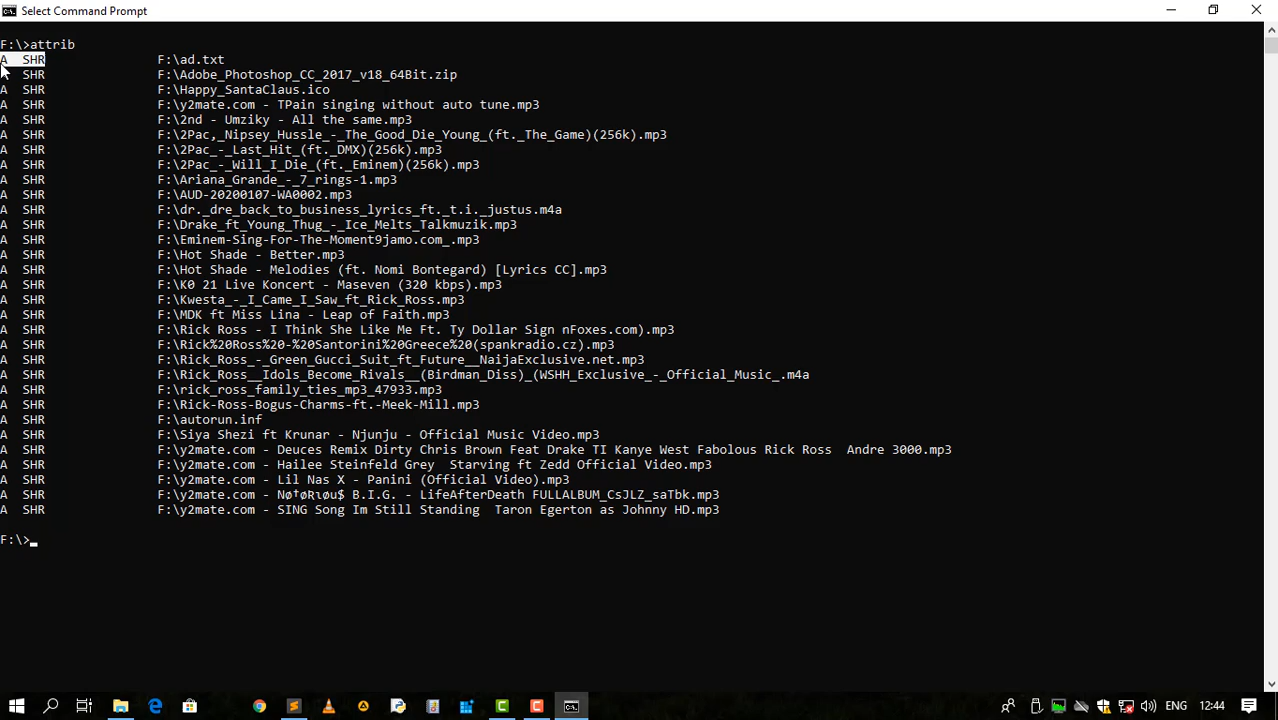 Select Command Prompt
F:\>attrib
A  SHR               F:\ad.txt
A  SHR               F:\Adobe_Photoshop_CC_2017_v18_64Bit.zip
A  SHR               F:\Happy_SantaClaus.ico
A  SHR               F:\y2mate.com - TPain singing without auto tune.mp3
A  SHR               F:\2nd - Umziky - All the same.mp3
A  SHR               F:\2Pac,_Nipsey_Hussle_-_The_Good_Die_Young_(ft._The_Game)(256k).mp3
A  SHR               F:\2Pac_-_Last_Hit_(ft._DMX)(256k).mp3
A  SHR               F:\2Pac_-_Will_I_Die_(ft._Eminem)(256k).mp3
A  SHR               F:\Ariana_Grande_-_7_rings-1.mp3
A  SHR               F:\AUD-20200107-WA0002.mp3
A  SHR               F:\dr._dre_back_to_business_lyrics_ft._t.i._justus.m4a
A  SHR               F:\Drake_ft_Young_Thug_-_Ice_Melts_Talkmuzik.mp3
A  SHR               F:\Eminem-Sing-For-The-Moment9jamo.com_.mp3
A  SHR               F:\Hot Shade - Better.mp3
A  SHR               F:\Hot Shade - Melodies (ft. Nomi Bontegard) [Lyrics CC].mp3
A  SHR               F:\K0 21 Live Koncert - Maseven (320 kbps).mp3
A  SHR               F:\Kwesta_-_I_Came_I_Saw_ft_Rick_Ross.mp3
A  SHR               F:\MDK ft Miss Lina - Leap of Faith.mp3
A  SHR               F:\Rick Ross - I Think She Like Me Ft. Ty Dollar Sign nFoxes.com).mp3
A  SHR               F:\Rick%20Ross%20-%20Santorini%20Greece%20(spankradio.cz).mp3
A  SHR               F:\Rick_Ross_-_Green_Gucci_Suit_ft_Future__NaijaExclusive.net.mp3
A  SHR               F:\Rick_Ross__Idols_Become_Rivals__(Birdman_Diss)_(WSHH_Exclusive_-_Official_Music_.m4a
A  SHR               F:\rick_ross_family_ties_mp3_47933.mp3
A  SHR               F:\Rick-Ross-Bogus-Charms-ft.-Meek-Mill.mp3
A  SHR               F:\autorun.inf
A  SHR               F:\Siya Shezi ft Krunar - Njunju - Official Music Video.mp3
A  SHR               F:\y2mate.com - Deuces Remix Dirty Chris Brown Feat Drake TI Kanye West Fabolous Rick Ross  Andre 3000.mp3
A  SHR               F:\y2mate.com - Hailee Steinfeld Grey  Starving ft Zedd Official Video.mp3
A  SHR               F:\y2mate.com - Lil Nas X - Panini (Official Video).mp3
A  SHR               F:\y2mate.com - NøᵗøRιøu$ B.I.G. - LifeAfterDeath FULLALBUM_CsJLZ_saTbk.mp3
A  SHR               F:\y2mate.com - SING Song Im Still Standing  Taron Egerton as Johnny HD.mp3
F:\>_
ENG 12:44